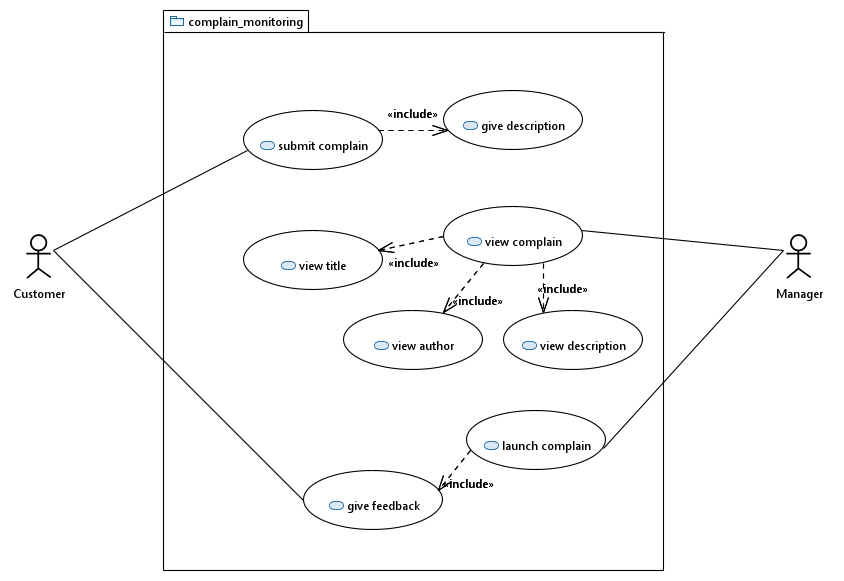 complain_monitoring
«include»
give description
submit complain
view complain
«include»
view title
Customer
Manager
«include»
«include»
view author
view description
launch complain
«include»
give feedback